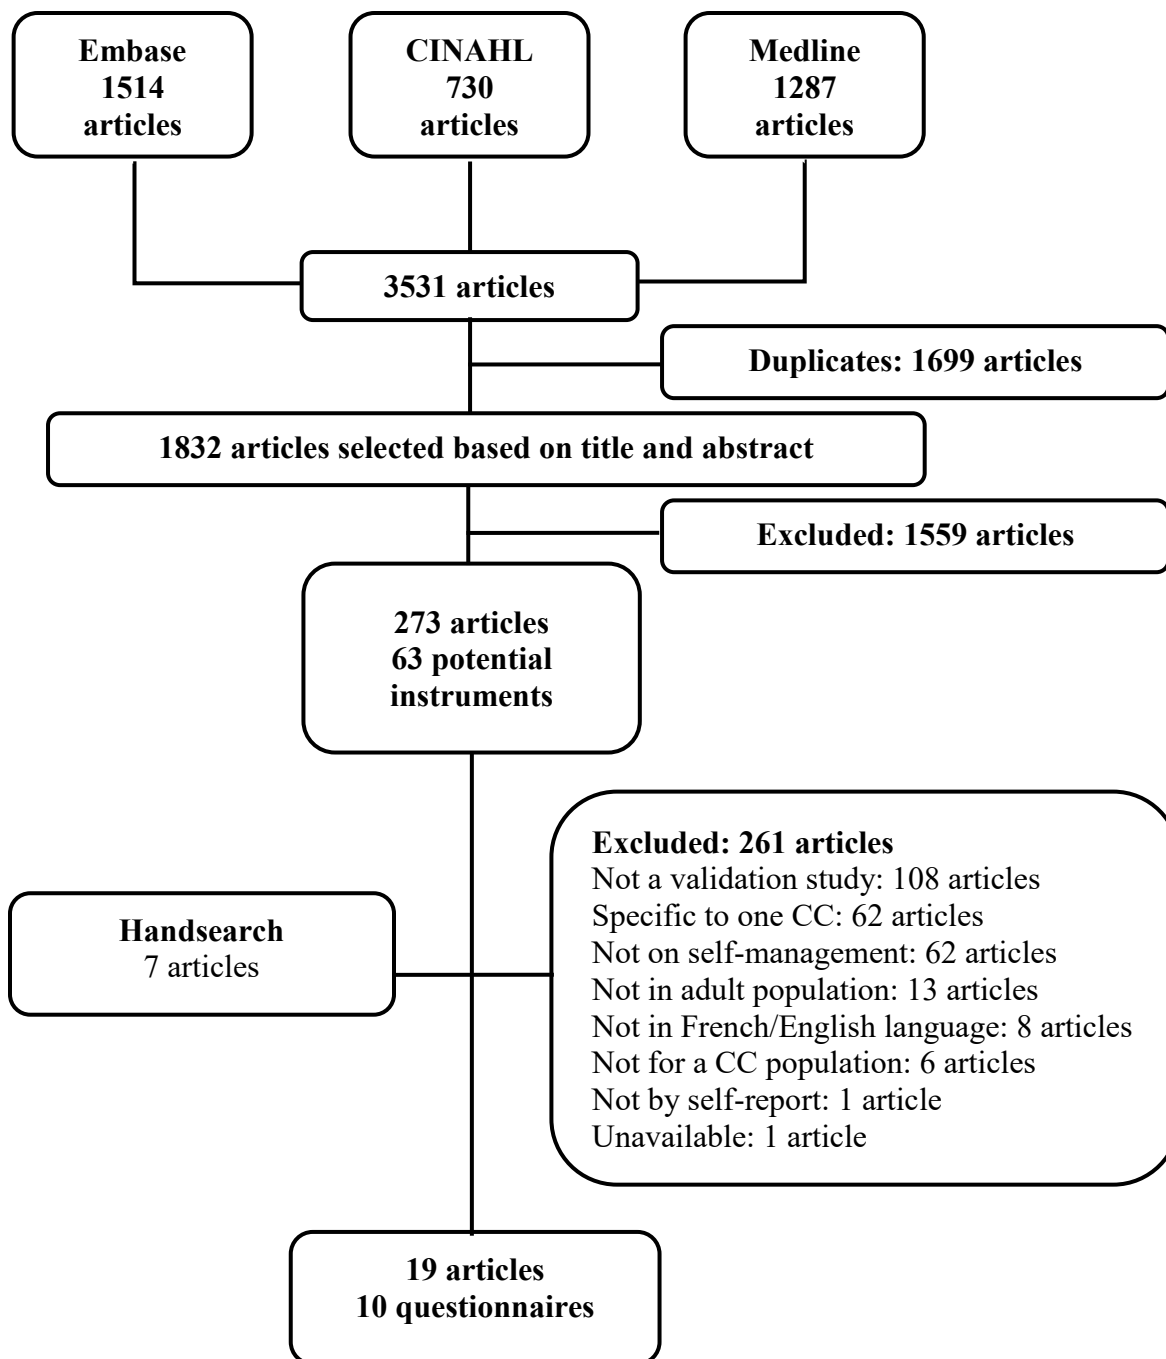 Embase
1514
articles
CINAHL
730
articles
Medline
1287
articles
3531 articles
Duplicates: 1699 articles
1832 articles selected based on title and abstract
Excluded: 1559 articles
273 articles
63 potential
instruments
Excluded: 261 articles
Not a validation study: 108 articles
Specific to one CC: 62 articles
Not on self-management: 62 articles
Not in adult population: 13 articles
Not in French/English language: 8 articles
Not for a CC population: 6 articles
Not by self-report: 1 article
Unavailable: 1 article
Handsearch
7 articles
19 articles
10 questionnaires